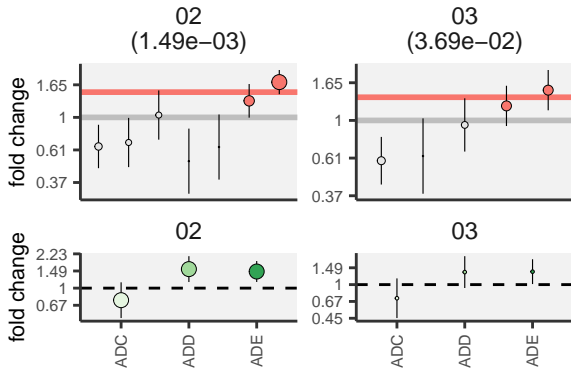 02
(1.49e−03)
03
(3.69e−02)
fold change
1.65
1
0.61
0.37
1.65
1
0.61
0.37
02
03
fold change
2.23
1.49
1
0.67
1.49
1
0.67
0.45
ADC
ADD
ADE
ADC
ADD
ADE